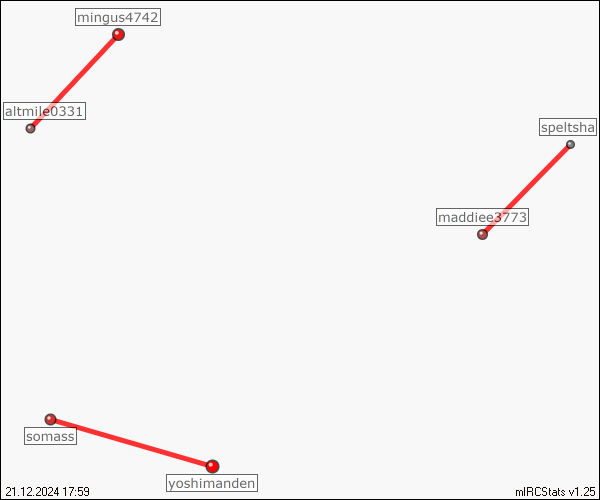 mingus4742
altmile0331
speltsha
maddiee3773
somass
yoshimanden
21.12.2024 17:59
mIRCStats v1.25